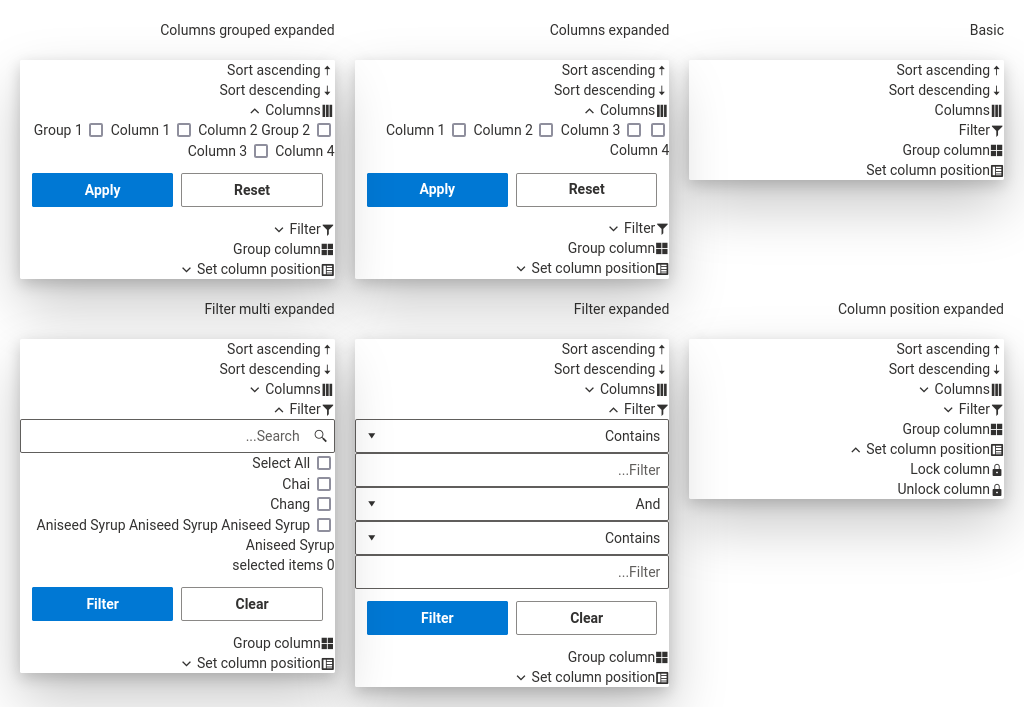 Columns grouped expanded
Sort ascending
Sort descending
Columns
Group 1 Column 1 Column 2 Group 2
Column 3 Column 4
Apply Reset
Filter
Group column
Set column position
Columns expanded
Sort ascending
Sort descending
Columns
Column 1 Column 2 Column 3
Column 4
Apply Reset
Filter
Group column
Set column position
Basic
Sort ascending
Sort descending
Columns
Filter
Group column
Set column position
Filter multi expanded
Sort ascending
Sort descending
Columns
Filter
...Search
Select All
Chai
Chang
Aniseed Syrup Aniseed Syrup Aniseed Syrup
Aniseed Syrup
selected items 0
Filter Clear
Group column
Set column position
Filter expanded
Sort ascending
Sort descending
Columns
Filter
Contains
...Filter
And
Contains
...Filter
Filter Clear
Group column
Set column position
Column position expanded
Sort ascending
Sort descending
Columns
Filter
Group column
Set column position
Lock column
Unlock column